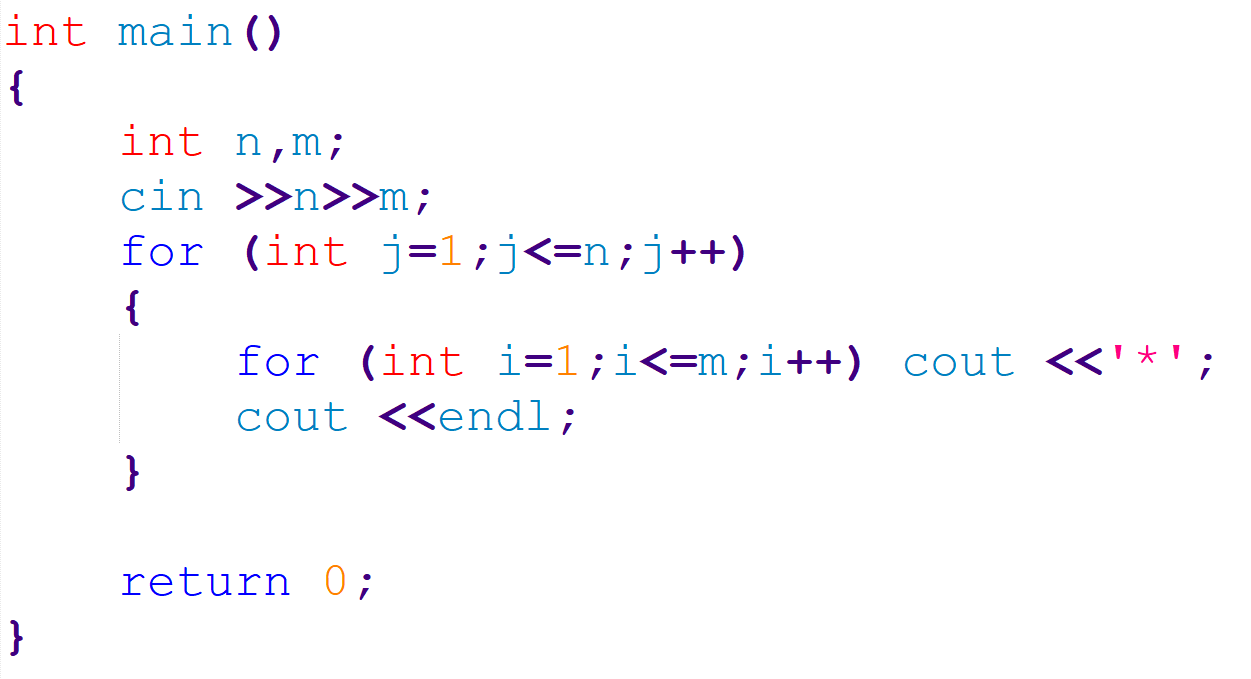 int main()
{
    int n,m;
    cin >>n>>m;
    for (int j=1;j<=n;j++)
    {
        for (int i=1;i<=m;i++) cout <<'*';
        cout <<endl;
    }

    return 0;
}